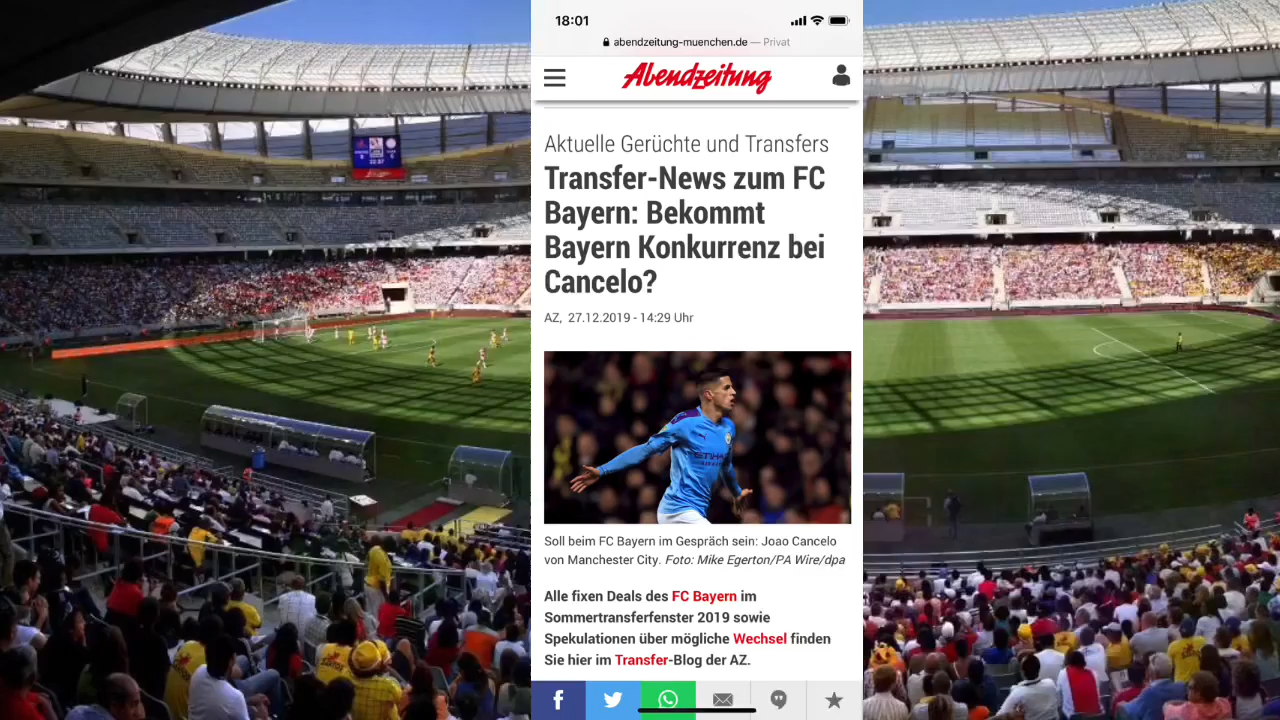 18:01
abendzeitung-muenchen.de — Privat
Abendzeitung
Aktuelle Gerüchte und Transfers
Transfer-News zum FC
Bayern: Bekommt
Bayern Konkurrenz bei
Cancelo?
AZ, 27.12.2019 - 14:29 Uhr
ETIHAD
Soll beim FC Bayern im Gespräch sein: Joao Cancelo
von Manchester City. Foto: Mike Egerton/PA Wire/dpa
Alle fixen Deals des FC Bayern im
Sommertransferfenster 2019 sowie
Spekulationen über mögliche Wechsel finden
Sie hier im Transfer-Blog der AZ.